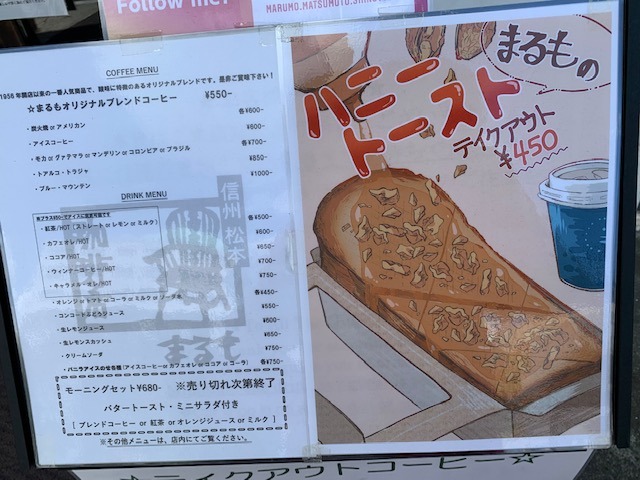 Follow me!
MARUMO.MATSUMOTO.SHINSHU
COFFEE MENU
1956年開店以来の一番人気商品で、酸味に特徴のあるオリジナルブレンドです。是非ご賞味下さい！
☆まるもオリジナルブレンドコーヒー ¥550-
・炭火焼 or アメリカン 各¥600-
・アイスコーヒー ¥600-
・モカ or グァテマラ or マンデリン or コロンビア or ブラジル 各¥700-
・トアルコ・トラジャ ¥850-
・ブルー・マウンテン ¥1000-
DRINK MENU
・紅茶/HOT (ストレート or レモン or ミルク) 各¥500-
・カフェオレ/HOT ¥600-
・ココア/HOT ¥650-
・ウィンナーコーヒー/HOT ¥700-
・キャラメル・オレ/HOT ¥750-
・オレンジ or トマト or コーラ or ミルク or ソーダ水 各¥450-
・コンコードぶどうジュース ¥550-
・生レモンジュース ¥600-
・生レモンスカッシュ ¥650-
・クリームソーダ ¥750-
・バニラアイスのせ各種 (アイスコーヒー or カフェオレ or ココア or コーラ) 各¥750-
信州松本
まるも
モーニングセット¥680- ※売り切れ次第終了
バタートースト・ミニサラダ付き
[ ブレンドコーヒー or 紅茶 or オレンジジュース or ミルク ]
※その他メニューは、店内にてご覧ください。
まるもの
ハニー
トースト
テイクアウト
¥450
☆テイクアウトコーヒー☆